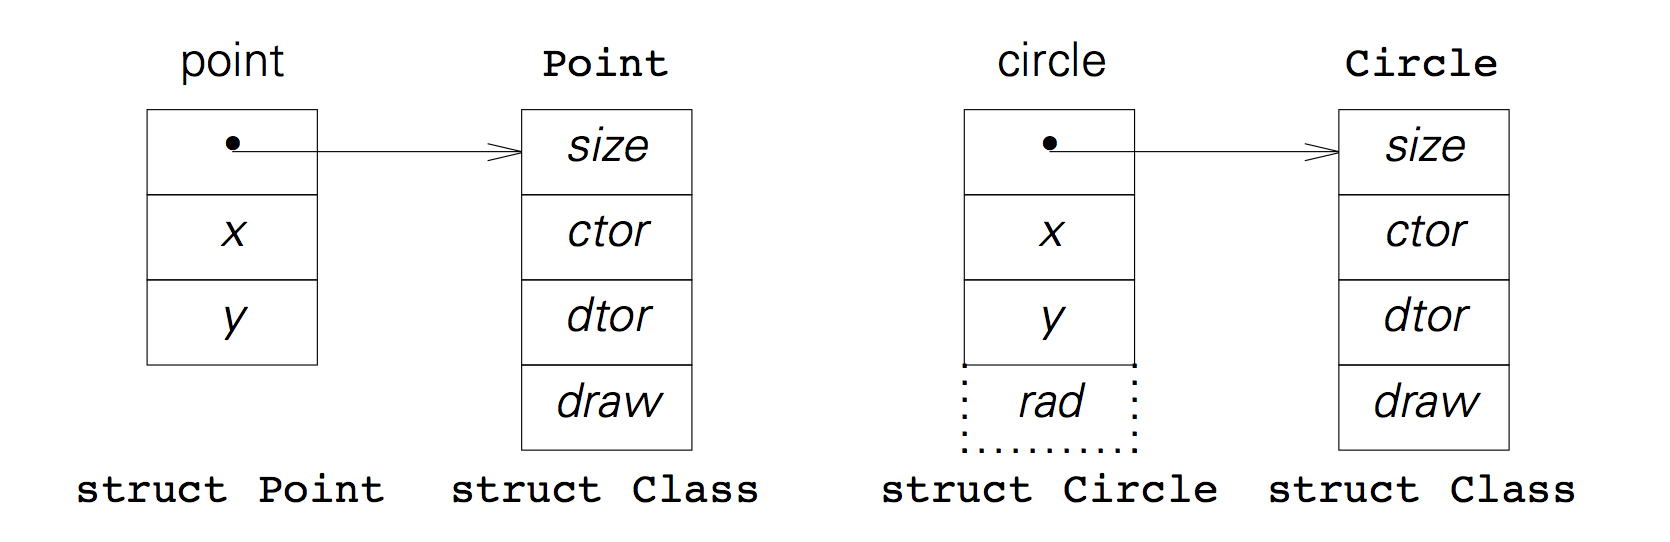 point Point circle Circle
size size
x ctor x ctor
y dtor y dtor
draw rad draw
struct Point struct Class struct Circle struct Class